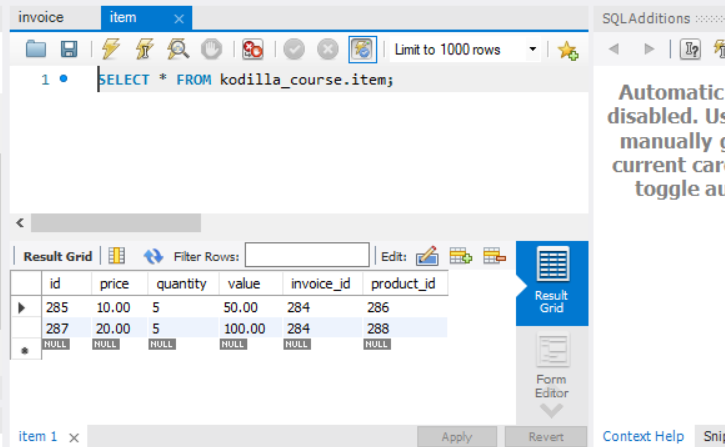 invoice item SQLAdditions
Limit to 1000 rows
1 SELECT * FROM kodilla_course.item;
Automatic
disabled. Us
manually g
current car
toggle au
Result Grid Filter Rows: Edit:
id price quantity value invoice_id product_id
285 10.00 5 50.00 284 286
287 20.00 5 100.00 284 288
NULL NULL NULL NULL NULL NULL
Result
Grid
Form
Editor
item 1 Apply Revert Context Help Snip